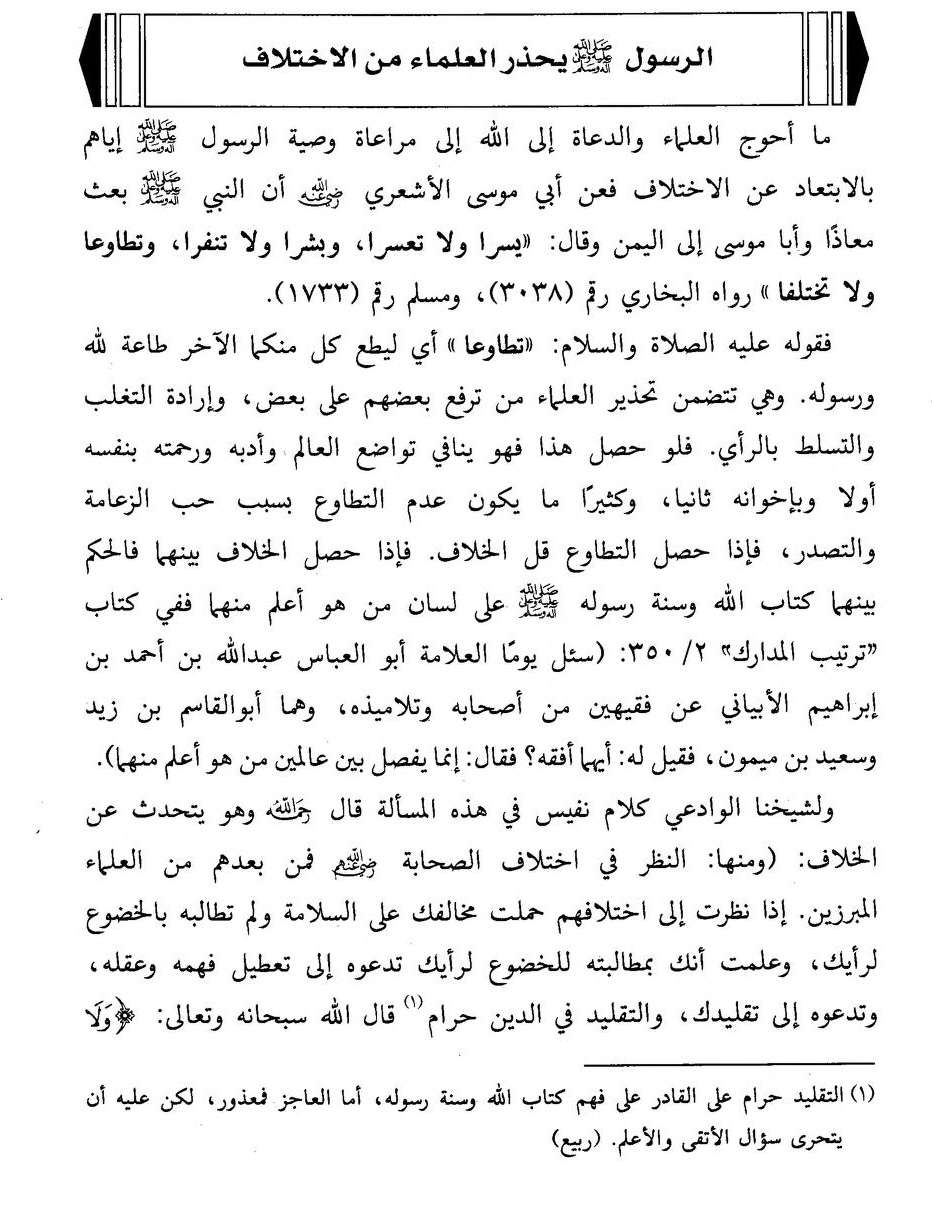 الرسول ﷺ يحذر العلماء من الاختلاف
ما أحوج العلماء والدعاة إلى الله إلى مراعاة وصية الرسول ﷺ إياهم
بالابتعاد عن الاختلاف فعن أبي موسى الأشعري رضي الله عنه أن النبي ﷺ بعث
معاذًا وأبا موسى إلى اليمن وقال: «يسرا ولا تعسرا، وبشرا ولا تنفرا، وتطاوعا
ولا تختلفا» رواه البخاري رقم (٣٠٣٨)، ومسلم رقم (١٧٣٣).
فقوله عليه الصلاة والسلام: «تطاوعا» أي ليطع كل منكما الآخر طاعة لله
ورسوله. وهي تتضمن تحذير العلماء من ترفع بعضهم على بعض، وإرادة التغلب
والتسلط بالرأي. فلو حصل هذا فهو ينافي تواضع العالم وأدبه ورحمته بنفسه
أولا وبإخوانه ثانيا، وكثيرًا ما يكون عدم التطاوع بسبب حب الزعامة
والتصدر، فإذا حصل التطاوع قل الخلاف. فإذا حصل الخلاف بينهما فالحكم
بينهما كتاب الله وسنة رسوله ﷺ على لسان من هو أعلم منهما ففي كتاب
"ترتيب المدارك" ٢/ ٣٥٠: (سئل يومًا العلامة أبو العباس عبدالله بن أحمد بن
إبراهيم الأبياني عن فقيهين من أصحابه وتلاميذه، وهما أبوالقاسم بن زيد
وسعيد بن ميمون، فقيل له: أيهما أفقه؟ فقال: إنما يفصل بين عالمين من هو أعلم منهما).
ولشيخنا الوادعي كلام نفيس في هذه المسألة قال رحمه الله وهو يتحدث عن
الخلاف: (ومنها: النظر في اختلاف الصحابة رضي الله عنهم فمن بعدهم من العلماء
المبرزين. إذا نظرت إلى اختلافهم حملت مخالفك على السلامة ولم تطالبه بالخضوع
لرأيك، وعلمت أنك بمطالبته للخضوع لرأيك تدعوه إلى تعطيل فهمه وعقله،
وتدعوه إلى تقليدك، والتقليد في الدين حرام(١) قال الله سبحانه وتعالى: ﴿وَلَا
(١) التقليد حرام على القادر على فهم كتاب الله وسنة رسوله، أما العاجز فمعذور، لكن عليه أن
يتحرى سؤال الأتقى والأعلم. (ربيع)